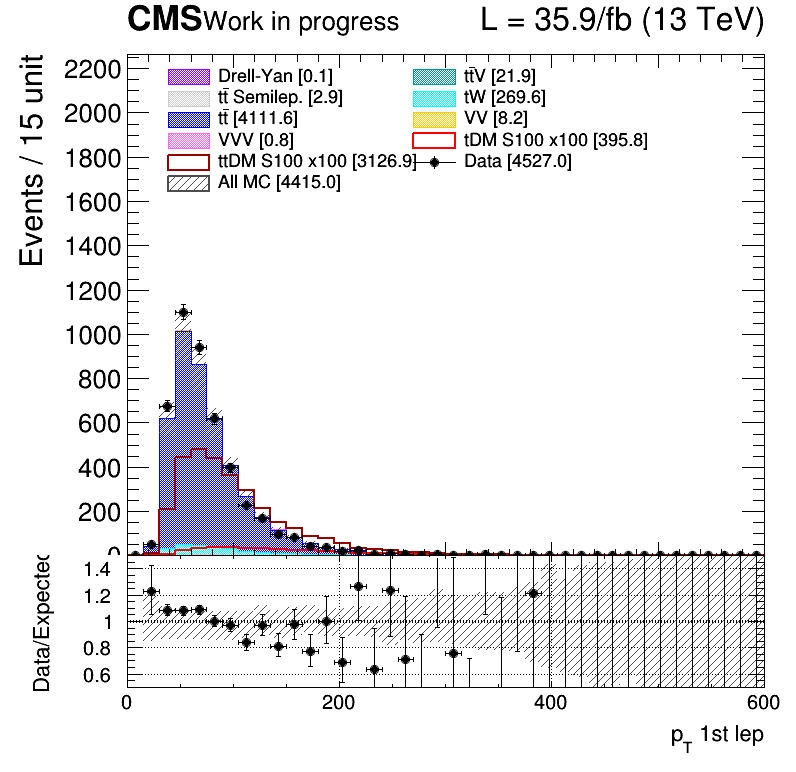 CMS Work in progress L = 35.9/fb (13 TeV)
Events / 15 unit
2200
2000
1800
1600
1400
1200
1000
800
600
400
200
0
Drell-Yan [0.1]
tt̄V [21.9]
tt̄ Semilep. [2.9]
tW [269.6]
tt̄ [4111.6]
VV [8.2]
VVV [0.8]
tDM S100 x100 [395.8]
ttDM S100 x100 [3126.9]
Data [4527.0]
All MC [4415.0]
Data/Expected
1.4
1.2
1
0.8
0.6
0 200 400 600
p_T 1st lep